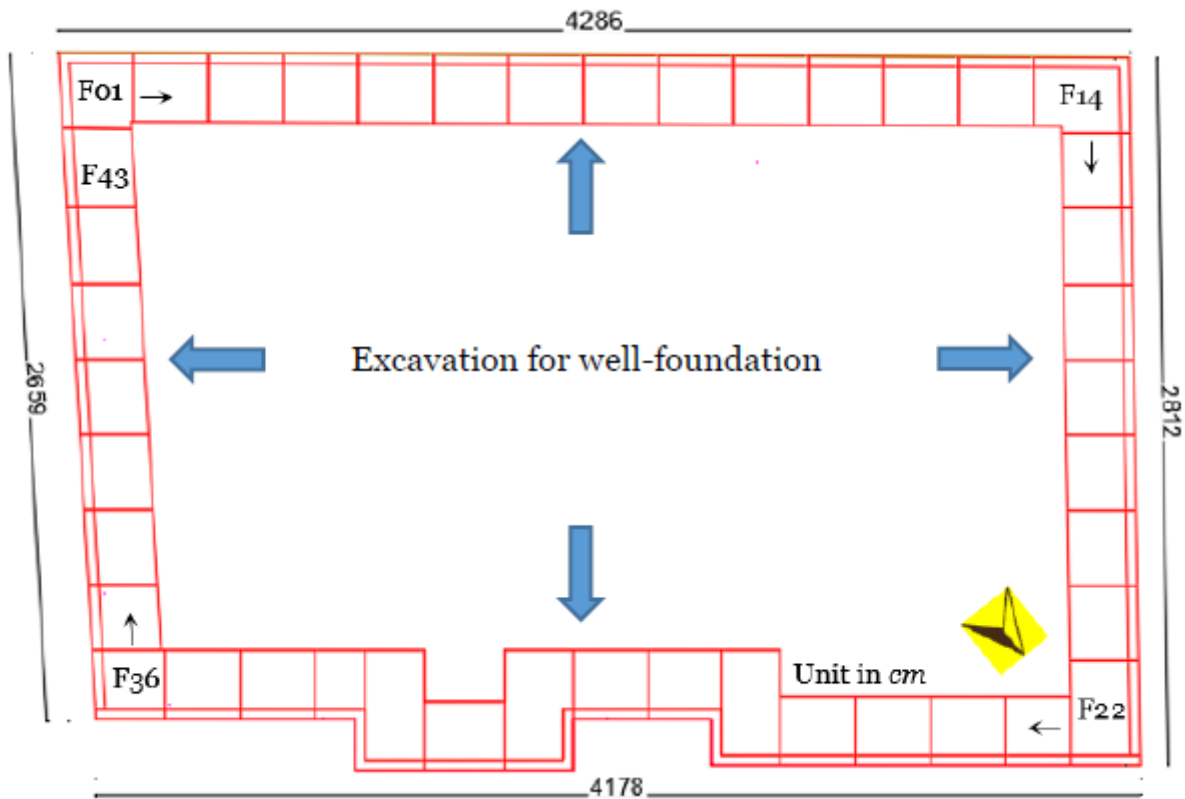 4286
F01
F14
F43
Excavation for well-foundation
2659
2812
Unit in cm
F36
F22
4178